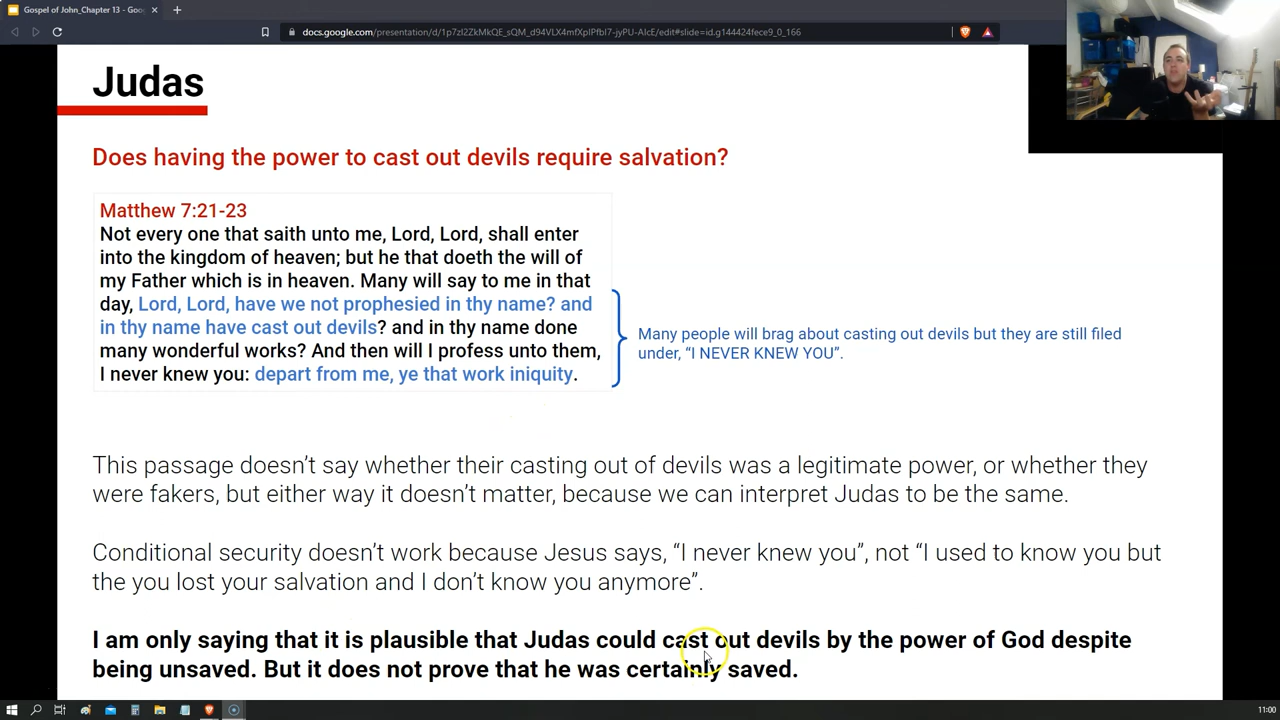 Gospel of John_Chapter 13 - Goo
docs.google.com/presentation/d/1p7zl2ZkMkQE_sQM_d94VLX4mfXpIPfbI7-jyPU-AIcE/edit#slide=id.g144424fece9_0_166
Judas
Does having the power to cast out devils require salvation?
Matthew 7:21-23
Not every one that saith unto me, Lord, Lord, shall enter
into the kingdom of heaven; but he that doeth the will of
my Father which is in heaven. Many will say to me in that
day, Lord, Lord, have we not prophesied in thy name? and
in thy name have cast out devils? and in thy name done
many wonderful works? And then will I profess unto them,
I never knew you: depart from me, ye that work iniquity.
Many people will brag about casting out devils but they are still filed
under, “I NEVER KNEW YOU”.
This passage doesn’t say whether their casting out of devils was a legitimate power, or whether they
were fakers, but either way it doesn’t matter, because we can interpret Judas to be the same.
Conditional security doesn’t work because Jesus says, “I never knew you”, not “I used to know you but
the you lost your salvation and I don’t know you anymore”.
I am only saying that it is plausible that Judas could cast out devils by the power of God despite
being unsaved. But it does not prove that he was certainly saved.
11:00